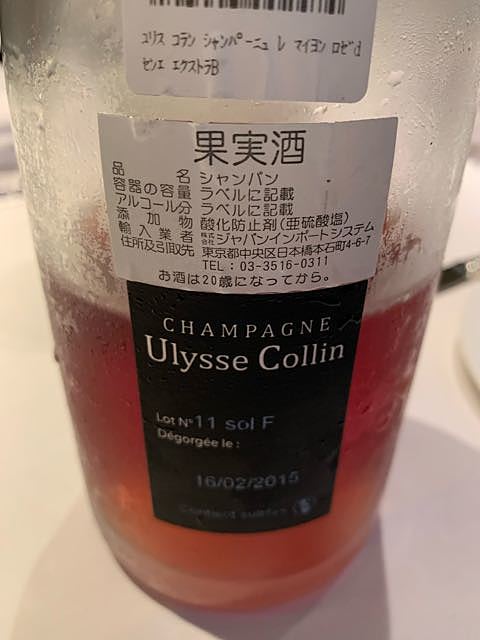 ユリス コラン シャンパーニュ レ マイヨン ロゼd
セニエ エクストラB
果実酒
品名 シャンパン
容器の容量 ラベルに記載
アルコール分 ラベルに記載
添加物 酸化防止剤(亜硫酸塩)
輸入業者 株式会社ジャパンインポートシステム
住所及引取先 東京都中央区日本橋本石町4-6-7
TEL:03-3516-0311
お酒は20歳になってから。
CHAMPAGNE
Ulysse Collin
Lot N° 11 sol F
Dégorgée le :
16/02/2015
Contient sulfites